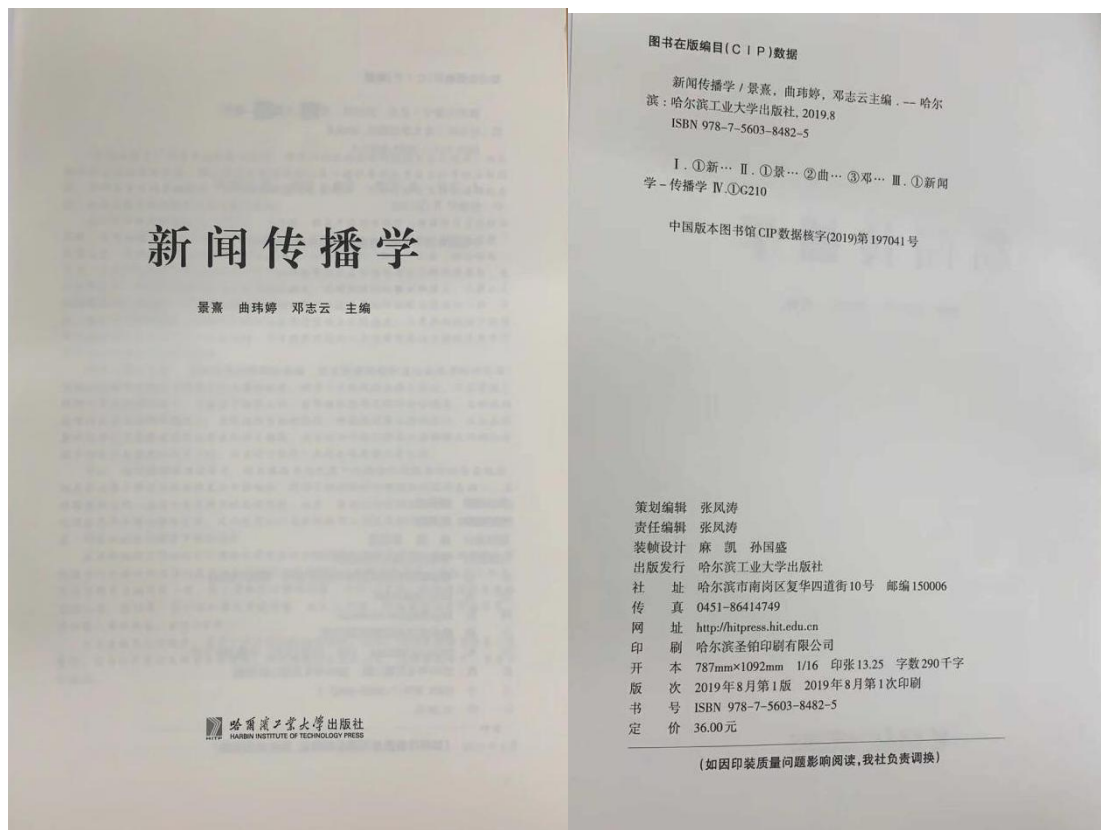 新闻传播学
景熹 曲玮婷 邓志云 主编
哈尔滨工业大学出版社
HARBIN INSTITUTE OF TECHNOLOGY PRESS
图书在版编目(CIP)数据
新闻传播学/景熹,曲玮婷,邓志云主编.--哈尔
滨:哈尔滨工业大学出版社,2019.8
ISBN 978-7-5603-8482-5
Ⅰ.①新… Ⅱ.①景… ②曲… ③邓… Ⅲ.①新闻
学-传播学 Ⅳ.①G210
中国版本图书馆CIP数据核字(2019)第197041号
策划编辑 张凤涛
责任编辑 张凤涛
装帧设计 麻 凯 孙国盛
出版发行 哈尔滨工业大学出版社
社 址 哈尔滨市南岗区复华四道街10号 邮编150006
传 真 0451-86414749
网 址 http://hitpress.hit.edu.cn
印 刷 哈尔滨圣铂印刷有限公司
开 本 787mm×1092mm 1/16 印张13.25 字数290千字
版 次 2019年8月第1版 2019年8月第1次印刷
书 号 ISBN 978-7-5603-8482-5
定 价 36.00元
(如因印装质量问题影响阅读,我社负责调换)